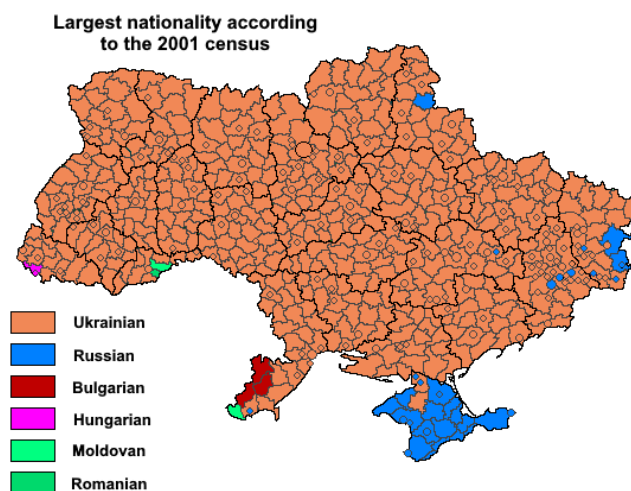 Largest nationality according
to the 2001 census
Ukrainian
Russian
Bulgarian
Hungarian
Moldovan
Romanian